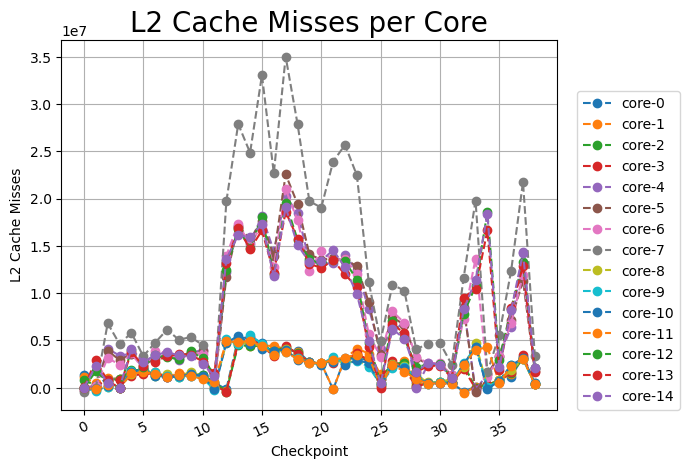 L2 Cache Misses per Core
1e7
3.5
3.0
2.5
2.0
1.5
1.0
0.5
0.0
L2 Cache Misses
0 5 10 15 20 25 30 35
Checkpoint
core-0
core-1
core-2
core-3
core-4
core-5
core-6
core-7
core-8
core-9
core-10
core-11
core-12
core-13
core-14